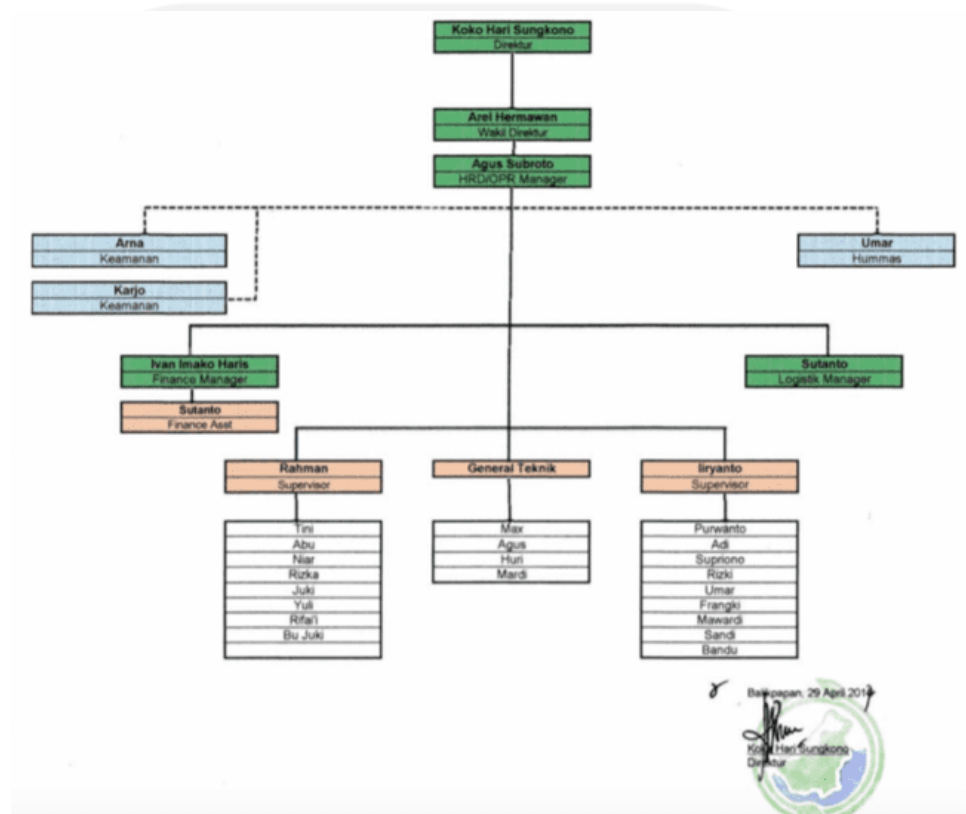 Koko Hari Sungkono
Direktur
Arel Hermawan
Wakil Direktur
Agus Subroto
HRD/OPR Manager
Arna
Keamanan
Umar
Hummas
Karjo
Keamanan
Ivan Imako Haris
Finance Manager
Sutanto
Logistik Manager
Sutanto
Finance Asst
Rahman
Supervisor
General Teknik
Iiryanto
Supervisor
Tini
Abu
Niar
Rizka
Juki
Yuli
Rifa'i
Bu Juki
Max
Agus
Huri
Mardi
Purwanto
Adi
Supriono
Rizki
Umar
Frangki
Mawardi
Sandi
Bandu
Balikpapan, 29 April
Koko Hari Sungkono
Direktur